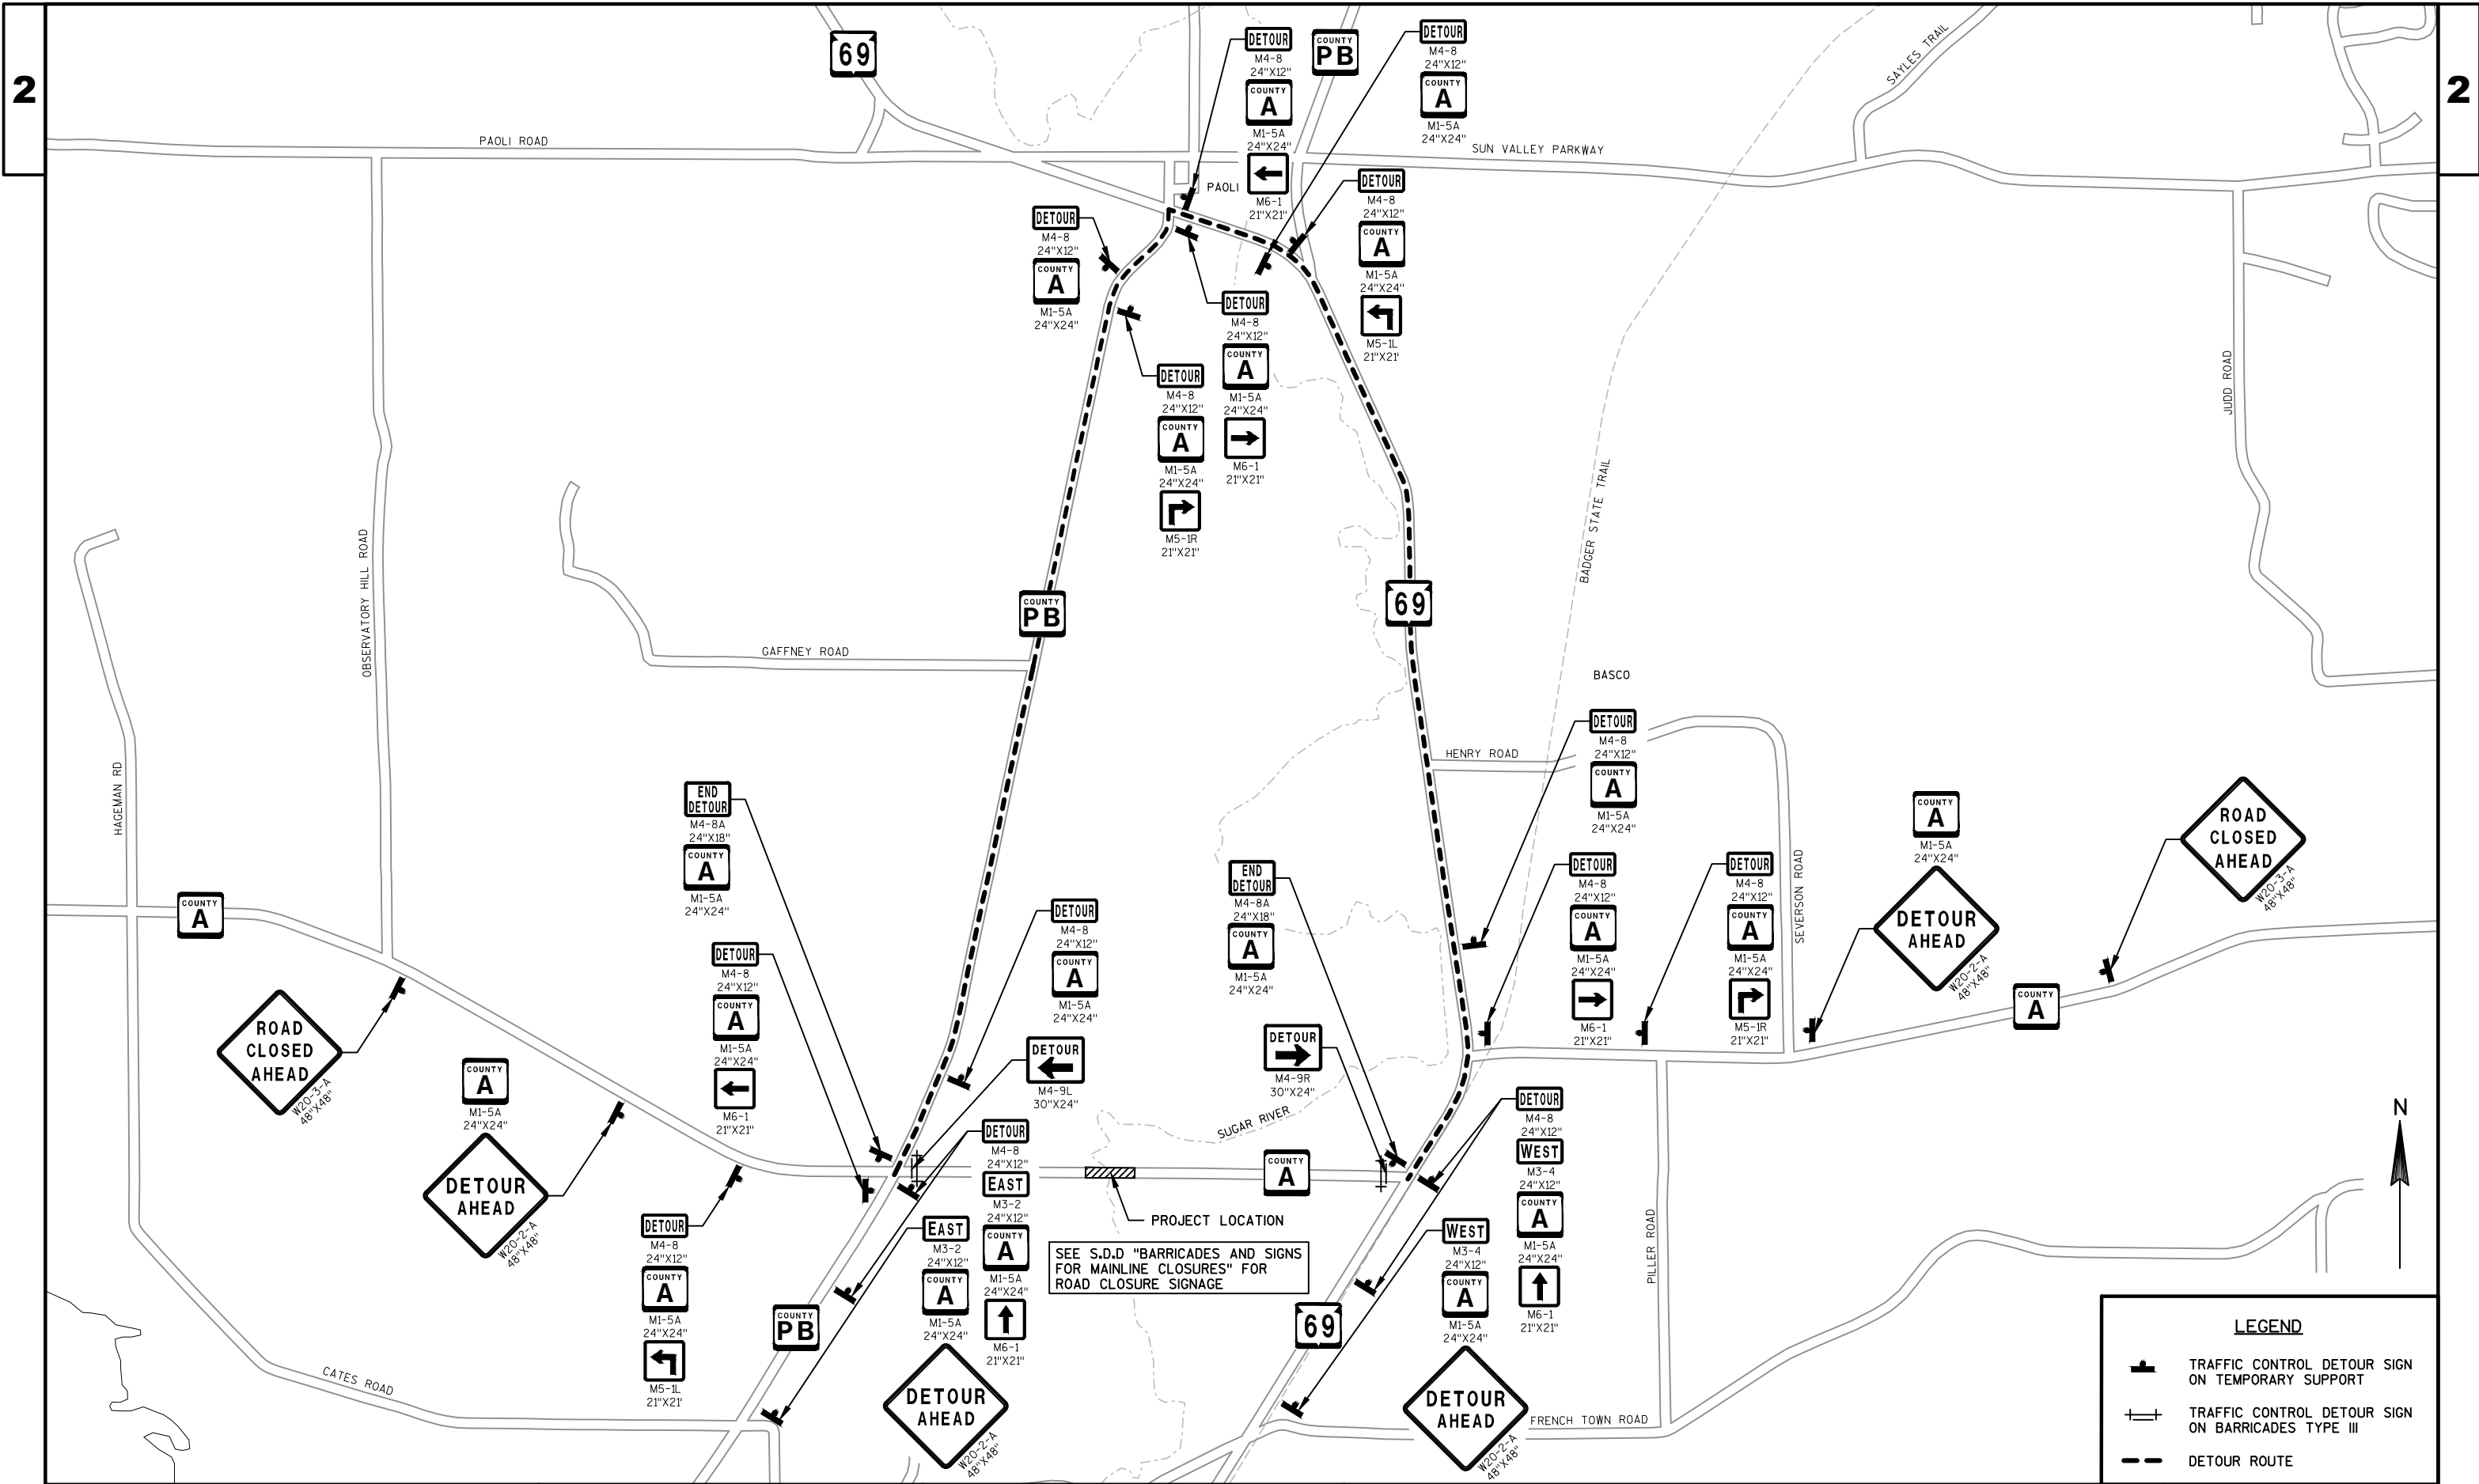 2
2
69
DETOUR
M4-8
24"X12"
COUNTY
A
M1-5A
24"X24"
M6-1
21"X21"
COUNTY
PB
DETOUR
M4-8
24"X12"
COUNTY
A
M1-5A
24"X24"
SAYLES TRAIL
PAOLI ROAD
SUN VALLEY PARKWAY
PAOLI
DETOUR
M4-8
24"X12"
COUNTY
A
M1-5A
24"X24"
M5-1L
21"X21'
DETOUR
M4-8
24"X12"
COUNTY
A
M1-5A
24"X24"
DETOUR
M4-8
24"X12"
COUNTY
A
M1-5A
24"X24"
M6-1
21"X21"
DETOUR
M4-8
24"X12"
COUNTY
A
M1-5A
24"X24"
M5-1R
21"X21"
JUDD ROAD
BADGER STATE TRAIL
OBSERVATORY HILL ROAD
COUNTY
PB
69
GAFFNEY ROAD
BASCO
HENRY ROAD
DETOUR
M4-8
24"X12"
COUNTY
A
M1-5A
24"X24"
HAGEMAN RD
END
DETOUR
M4-8A
24"X18"
COUNTY
A
M1-5A
24"X24"
COUNTY
A
M1-5A
24"X24"
DETOUR
AHEAD
W20-2-A
48"X48"
ROAD
CLOSED
AHEAD
W20-3-A
48"X48"
SEVERSON ROAD
END
DETOUR
M4-8A
24"X18"
COUNTY
A
M1-5A
24"X24"
DETOUR
M4-8
24"X12"
COUNTY
A
M1-5A
24"X24"
M6-1
21"X21"
DETOUR
M4-8
24"X12"
COUNTY
A
M1-5A
24"X24"
M5-1R
21"X21"
COUNTY
A
DETOUR
M4-8
24"X12"
COUNTY
A
M1-5A
24"X24"
DETOUR
M4-8
24"X12"
COUNTY
A
M1-5A
24"X24"
M6-1
21"X21"
COUNTY
A
ROAD
CLOSED
AHEAD
W20-3-A
48"X48"
COUNTY
A
M1-5A
24"X24"
DETOUR
AHEAD
W20-2-A
48"X48"
DETOUR
M4-9L
30"X24"
DETOUR
M4-9R
30"X24"
SUGAR RIVER
DETOUR
M4-8
24"X12"
EAST
M3-2
24"X12"
COUNTY
A
M1-5A
24"X24"
M6-1
21"X21"
DETOUR
M4-8
24"X12"
WEST
M3-4
24"X12"
COUNTY
A
M1-5A
24"X24"
M6-1
21"X21"
N
COUNTY
A
PROJECT LOCATION
SEE S.D.D "BARRICADES AND SIGNS
FOR MAINLINE CLOSURES" FOR
ROAD CLOSURE SIGNAGE
DETOUR
M4-8
24"X12"
COUNTY
A
M1-5A
24"X24"
M5-1L
21"X21'
EAST
M3-2
24"X12"
COUNTY
A
M1-5A
24"X24"
DETOUR
AHEAD
W20-2-A
48"X48"
WEST
M3-4
24"X12"
COUNTY
A
M1-5A
24"X24"
DETOUR
AHEAD
W20-2-A
48"X48"
PILLER ROAD
COUNTY
PB
69
CATES ROAD
FRENCH TOWN ROAD
LEGEND
TRAFFIC CONTROL DETOUR SIGN
ON TEMPORARY SUPPORT
TRAFFIC CONTROL DETOUR SIGN
ON BARRICADES TYPE III
DETOUR ROUTE